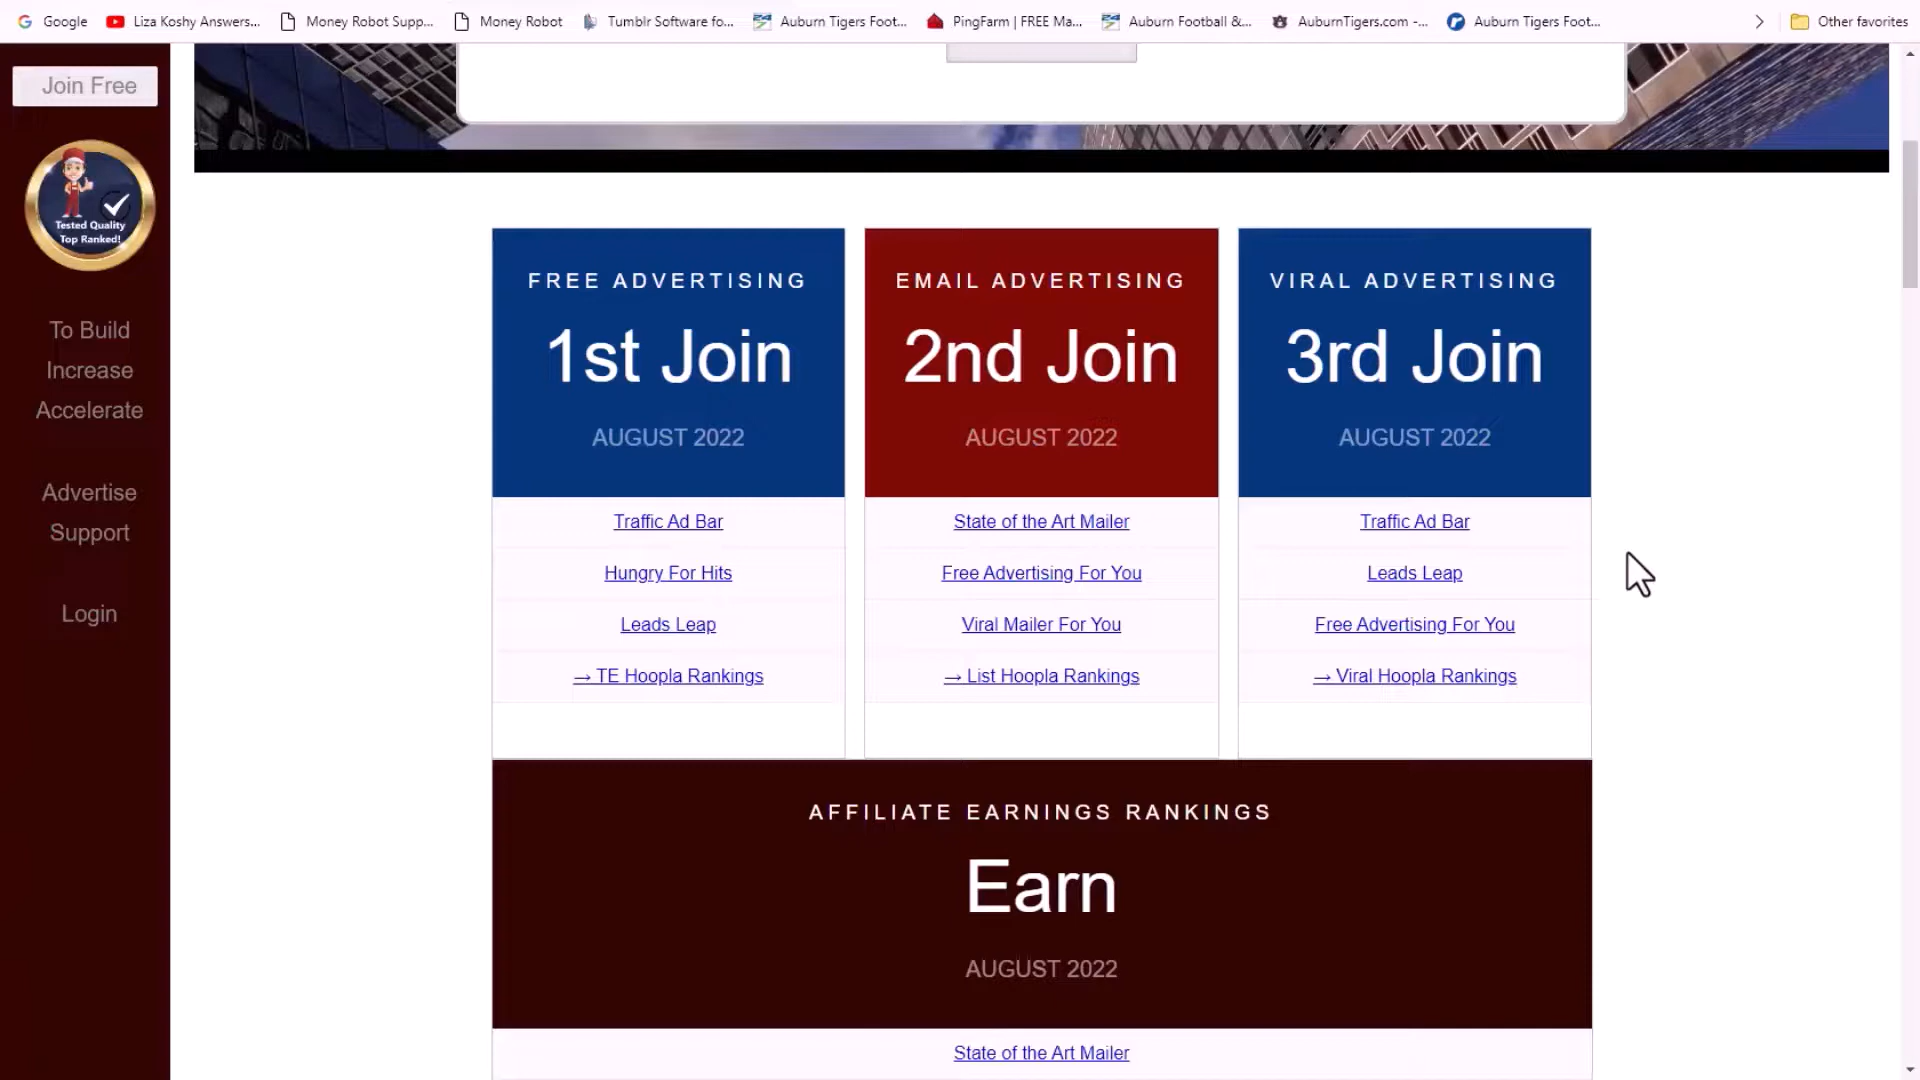 Google
Liza Koshy Answers...
Money Robot Supp...
Money Robot
Tumblr Software fo...
Auburn Tigers Foot...
PingFarm | FREE Ma...
Auburn Football &...
AuburnTigers.com -...
Auburn Tigers Foot...
Other favorites
Join Free
Tested Quality
Top Ranked!
To Build
Increase
Accelerate
Advertise
Support
Login
FREE ADVERTISING
1st Join
AUGUST 2022
Traffic Ad Bar
Hungry For Hits
Leads Leap
→ TE Hoopla Rankings
EMAIL ADVERTISING
2nd Join
AUGUST 2022
State of the Art Mailer
Free Advertising For You
Viral Mailer For You
→ List Hoopla Rankings
VIRAL ADVERTISING
3rd Join
AUGUST 2022
Traffic Ad Bar
Leads Leap
Free Advertising For You
→ Viral Hoopla Rankings
AFFILIATE EARNINGS RANKINGS
Earn
AUGUST 2022
State of the Art Mailer